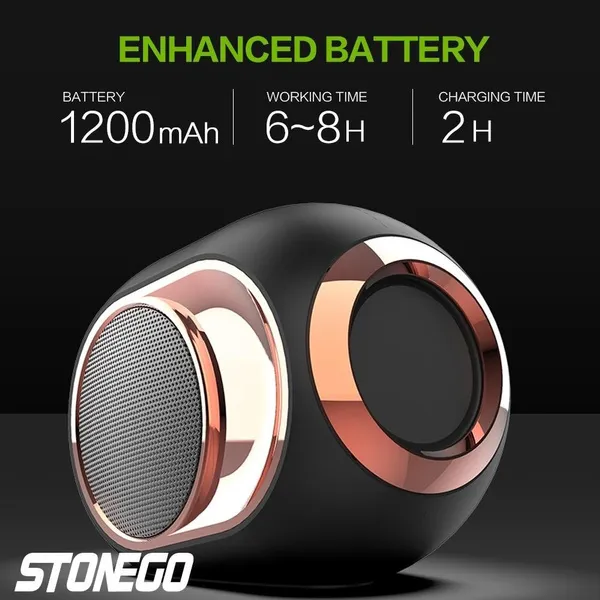 ENHANCED BATTERY
BATTERY
1200mAh
WORKING TIME
6~8H
CHARGING TIME
2H
STONEGO